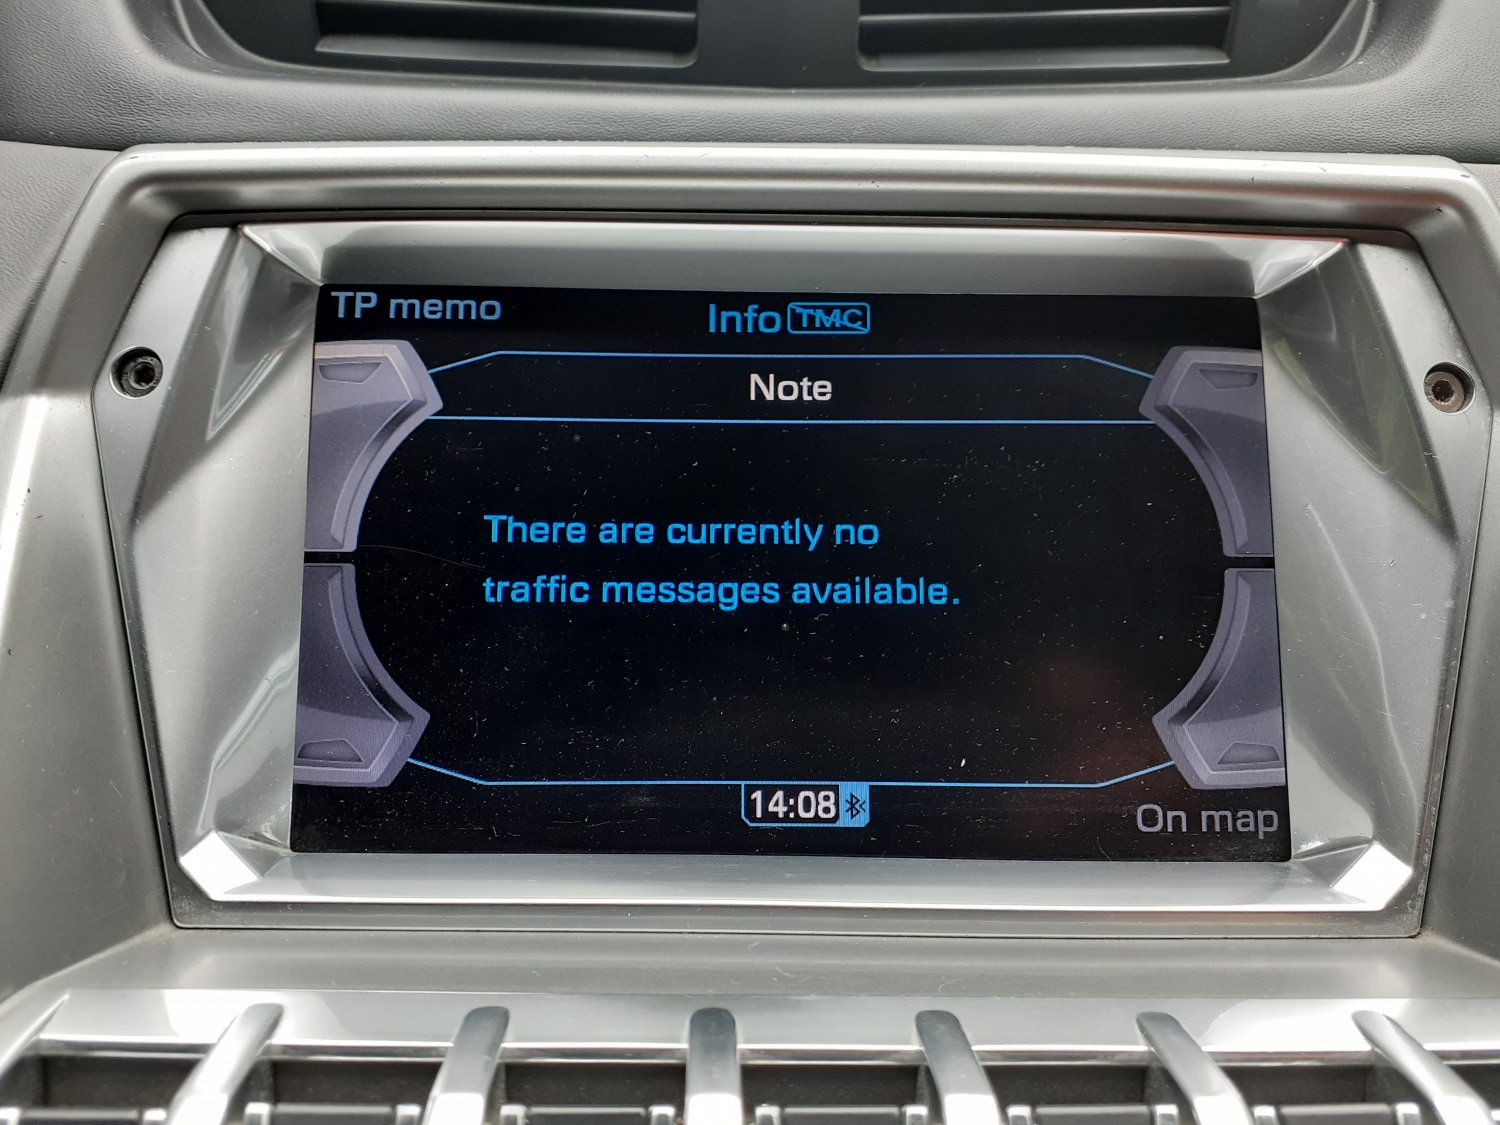 TP memo
Info TMC
Note
There are currently no
traffic messages available.
14:08
On map